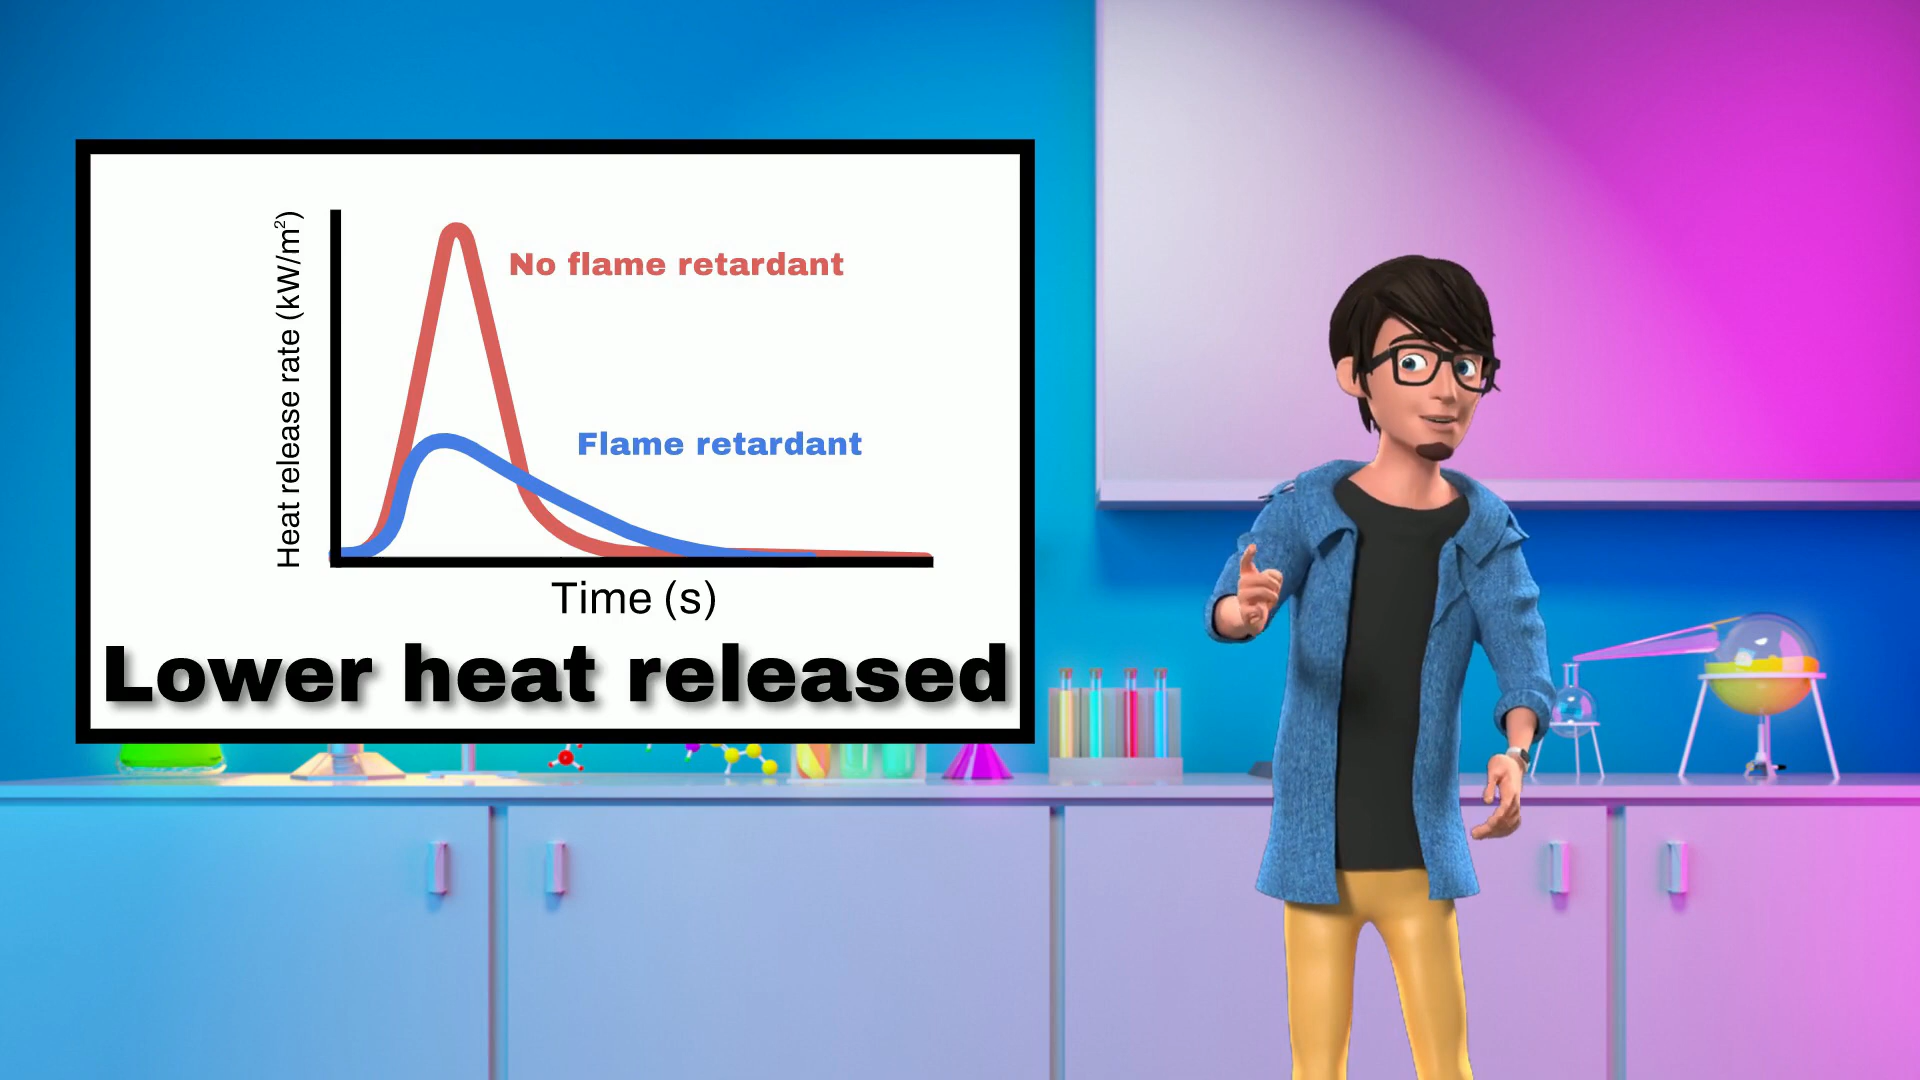 Heat release rate (kW/m²)
No flame retardant
Flame retardant
Time (s)
Lower heat released